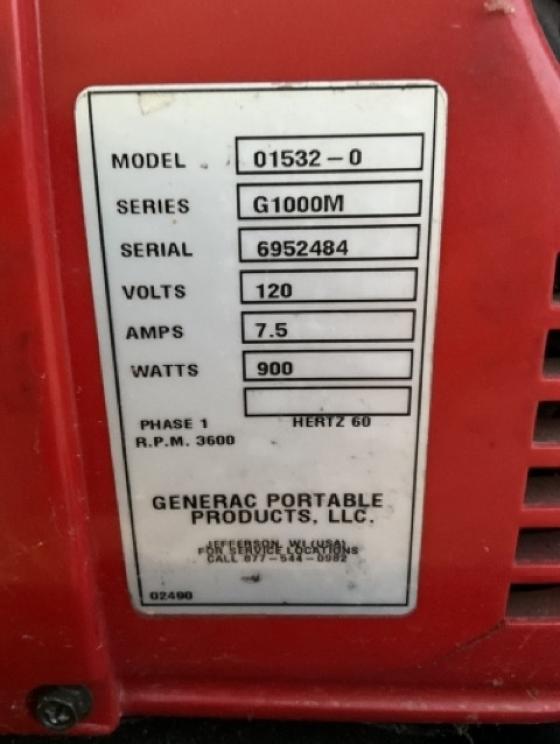 MODEL 01532-0
SERIES G1000M
SERIAL 6952484
VOLTS 120
AMPS 7.5
WATTS 900
PHASE 1 HERTZ 60
R.P.M. 3600
GENERAC PORTABLE
PRODUCTS, LLC.
JEFFERSON, WI (USA)
FOR SERVICE LOCATIONS
CALL 877-544-0982
02490